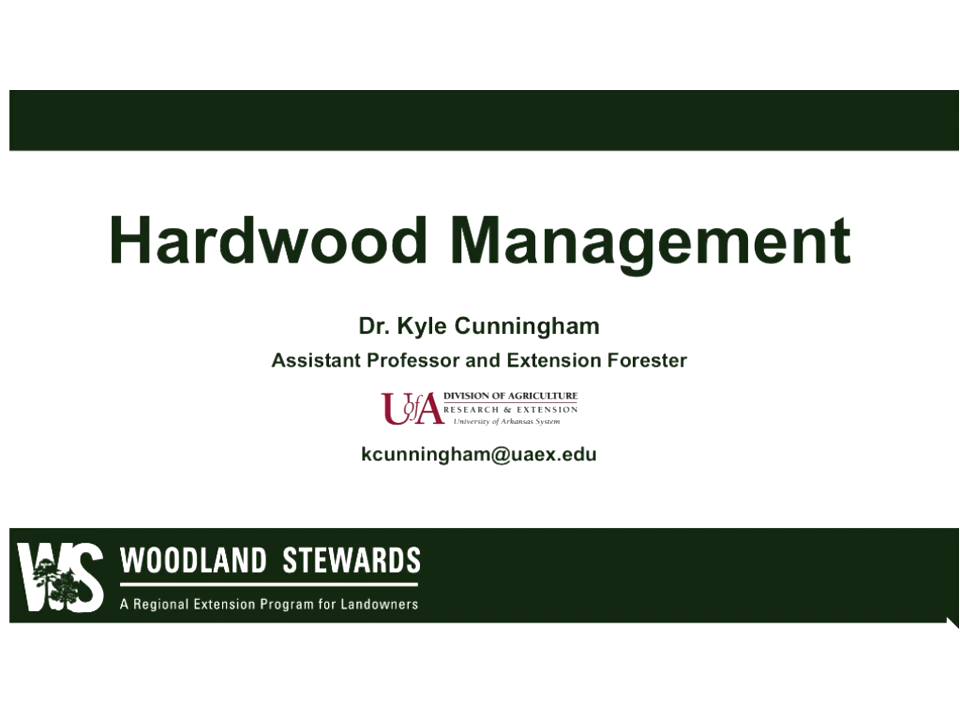 Hardwood Management
Dr. Kyle Cunningham
Assistant Professor and Extension Forester
UofA DIVISION OF AGRICULTURE
RESEARCH & EXTENSION
University of Arkansas System
kcunningham@uaex.edu
WS WOODLAND STEWARDS
A Regional Extension Program for Landowners